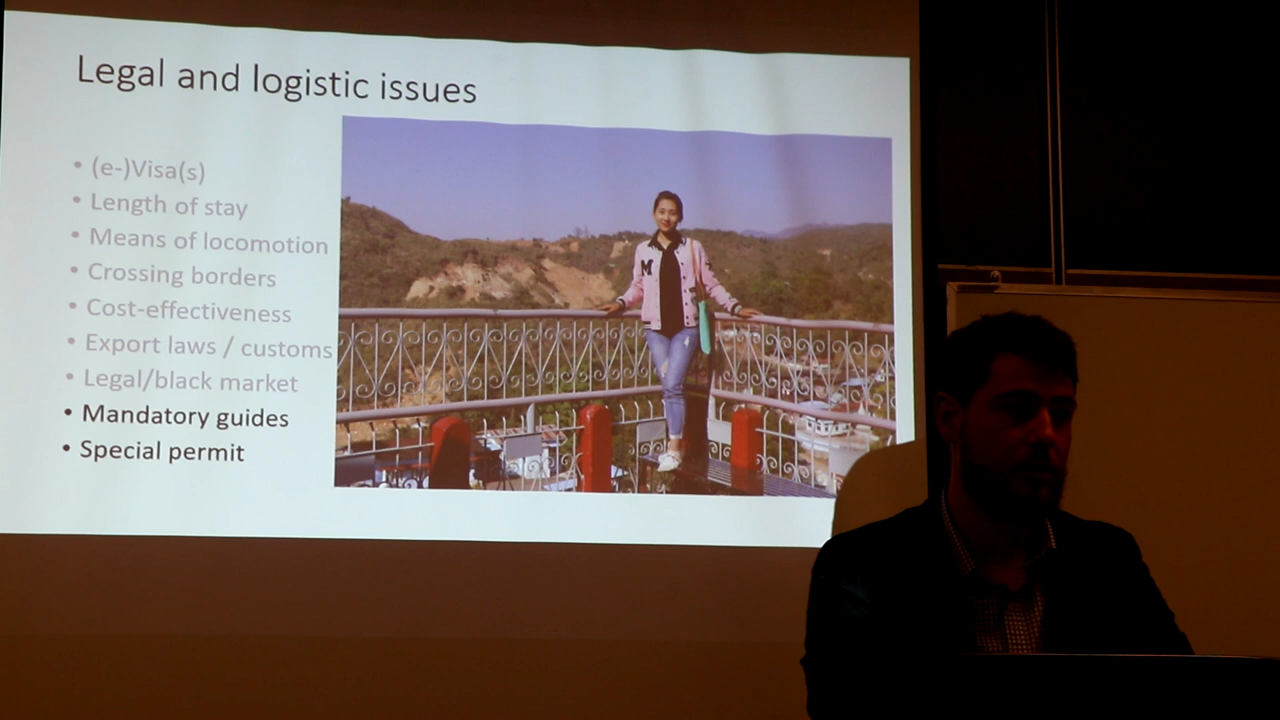 Legal and logistic issues
• (e-)Visa(s)
• Length of stay
• Means of locomotion
• Crossing borders
• Cost-effectiveness
• Export laws / customs
• Legal/black market
• Mandatory guides
• Special permit
M